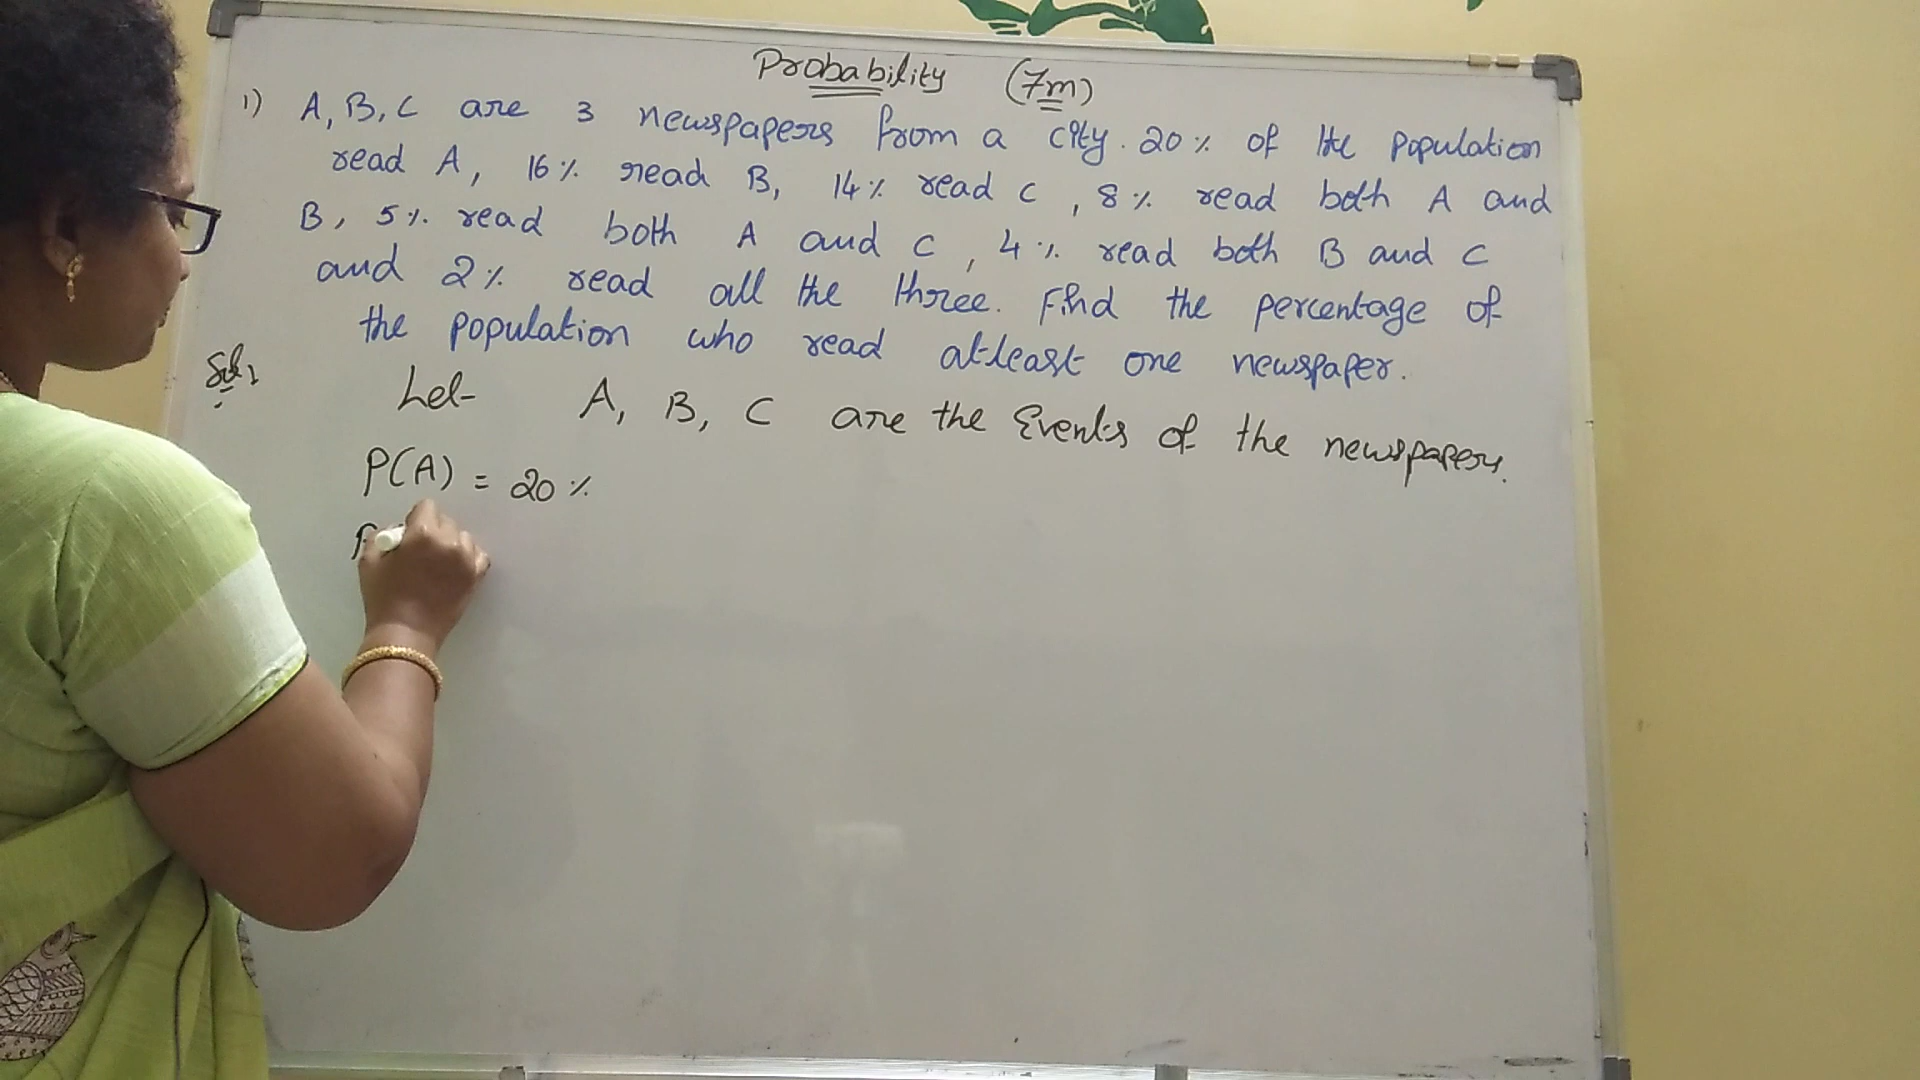 Probability (7m)
1) A, B, C are 3 newspapers from a city. 20% of the population
read A, 16% read B, 14% read C, 8% read both A and
B, 5% read both A and C, 4% read both B and C
and 2% read all the three. Find the percentage of
the population who read atleast one newspaper.
Sol:
Let A, B, C are the Events of the newspapers.
P(A) = 20%
P